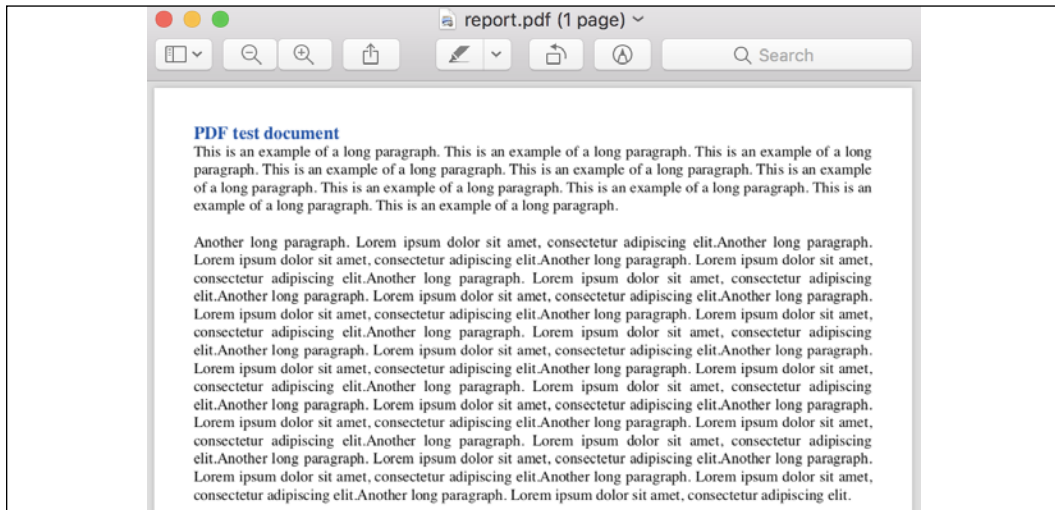 report.pdf (1 page)
Search
PDF test document
This is an example of a long paragraph. This is an example of a long paragraph. This is an example of a long
paragraph. This is an example of a long paragraph. This is an example of a long paragraph. This is an example
of a long paragraph. This is an example of a long paragraph. This is an example of a long paragraph. This is an
example of a long paragraph. This is an example of a long paragraph.
Another long paragraph. Lorem ipsum dolor sit amet, consectetur adipiscing elit.Another long paragraph.
Lorem ipsum dolor sit amet, consectetur adipiscing elit.Another long paragraph. Lorem ipsum dolor sit amet,
consectetur adipiscing elit.Another long paragraph. Lorem ipsum dolor sit amet, consectetur adipiscing
elit.Another long paragraph. Lorem ipsum dolor sit amet, consectetur adipiscing elit.Another long paragraph.
Lorem ipsum dolor sit amet, consectetur adipiscing elit.Another long paragraph. Lorem ipsum dolor sit amet,
consectetur adipiscing elit.Another long paragraph. Lorem ipsum dolor sit amet, consectetur adipiscing
elit.Another long paragraph. Lorem ipsum dolor sit amet, consectetur adipiscing elit.Another long paragraph.
Lorem ipsum dolor sit amet, consectetur adipiscing elit.Another long paragraph. Lorem ipsum dolor sit amet,
consectetur adipiscing elit.Another long paragraph. Lorem ipsum dolor sit amet, consectetur adipiscing
elit.Another long paragraph. Lorem ipsum dolor sit amet, consectetur adipiscing elit.Another long paragraph.
Lorem ipsum dolor sit amet, consectetur adipiscing elit.Another long paragraph. Lorem ipsum dolor sit amet,
consectetur adipiscing elit.Another long paragraph. Lorem ipsum dolor sit amet, consectetur adipiscing
elit.Another long paragraph. Lorem ipsum dolor sit amet, consectetur adipiscing elit.Another long paragraph.
Lorem ipsum dolor sit amet, consectetur adipiscing elit.Another long paragraph. Lorem ipsum dolor sit amet,
consectetur adipiscing elit.Another long paragraph. Lorem ipsum dolor sit amet, consectetur adipiscing elit.